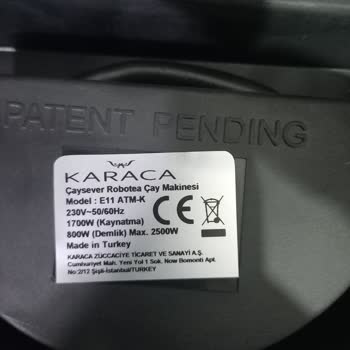 PATENT PENDING
KARACA
Çaysever Robotea Çay Makinesi
Model : E11 ATM-K
230V~50/60Hz
1700W (Kaynatma)
800W (Demlik) Max. 2500W
Made in Turkey
CE
KARACA ZÜCCACİYE TİCARET VE SANAYİ A.Ş.
Cumhuriyet Mah. Yeni Yol 1 Sok. Now Bomonti Apt.
No:2/12 Şişli-İstanbul/TURKEY